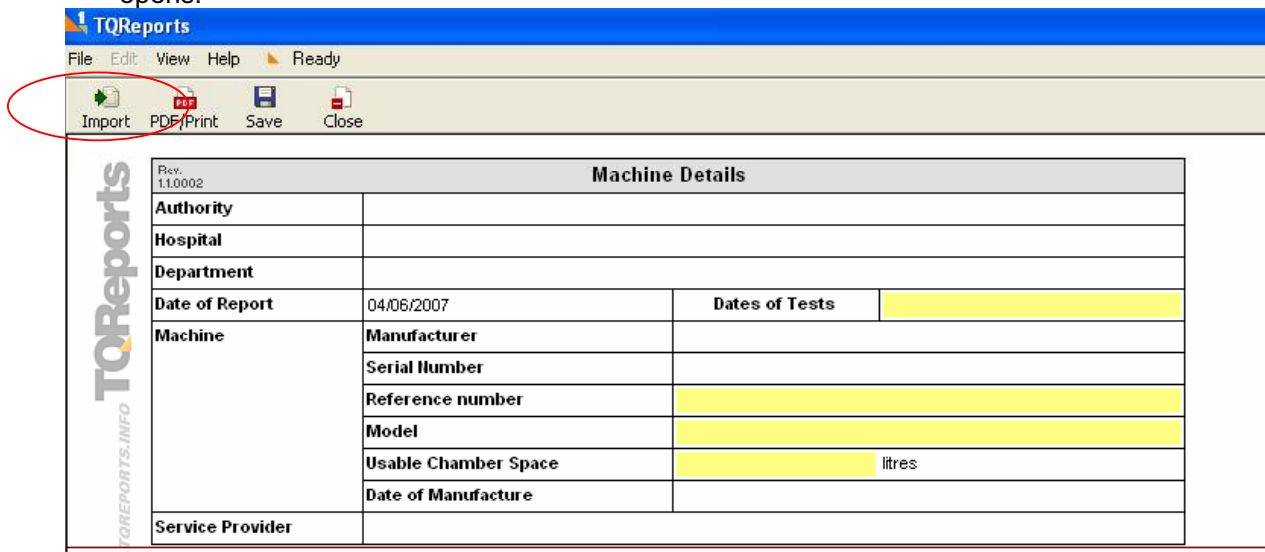 opens.
TQReports
File Edit View Help Ready
Import PDF/Print Save Close
Rev.
1.1.0002
Machine Details
Authority
Hospital
Department
Date of Report 04/06/2007 Dates of Tests
Machine Manufacturer
Serial Number
Reference number
Model
Usable Chamber Space litres
Date of Manufacture
Service Provider
TQREPORTS.INFO TQReports